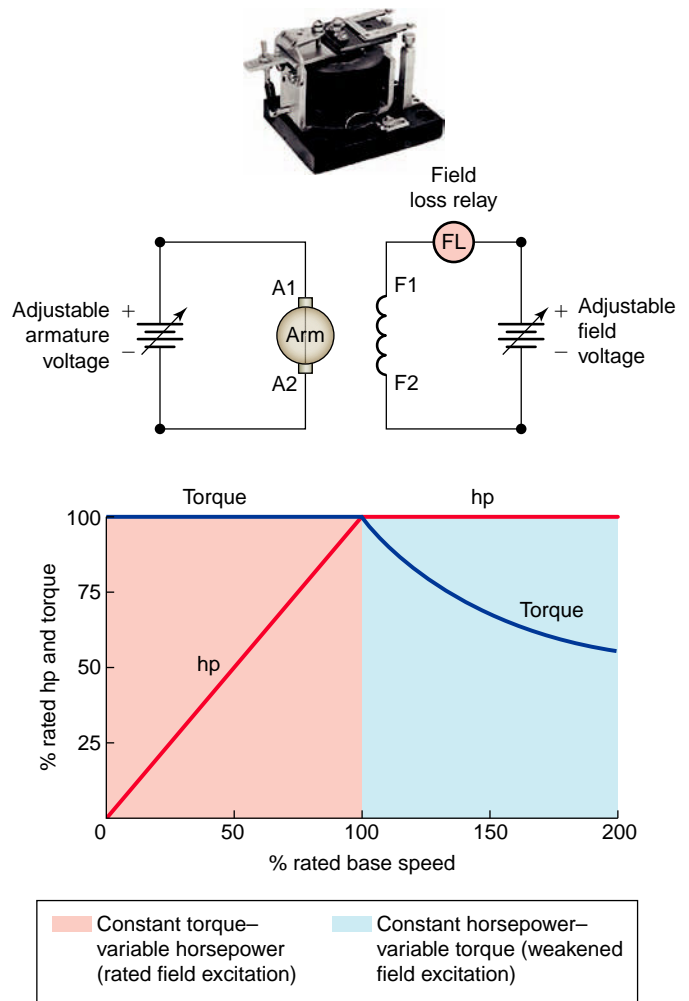 Field
loss relay
FL
A1
F1
Adjustable
armature
voltage
+
−
Arm
+
−
Adjustable
field
voltage
A2
F2
Torque
hp
100
75
50
25
0
hp
Torque
% rated hp and torque
50
100
150
200
% rated base speed
Constant torque–
variable horsepower
(rated field excitation)
Constant horsepower–
variable torque (weakened
field excitation)